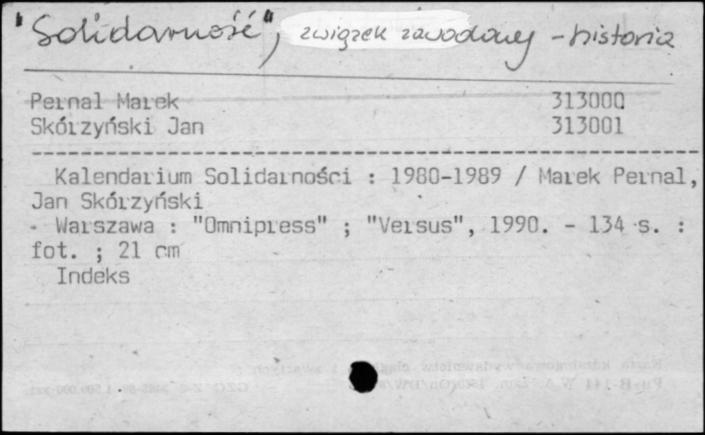 "Solidarność", związek zawodowy - historia
Pernal Marek 313000
Skórzyński Jan 313001
Kalendarium Solidarności : 1980-1989 / Marek Pernal,
Jan Skórzyński
- Warszawa : "Omnipress" ; "Versus", 1990. - 134 s. :
fot. ; 21 cm
Indeks